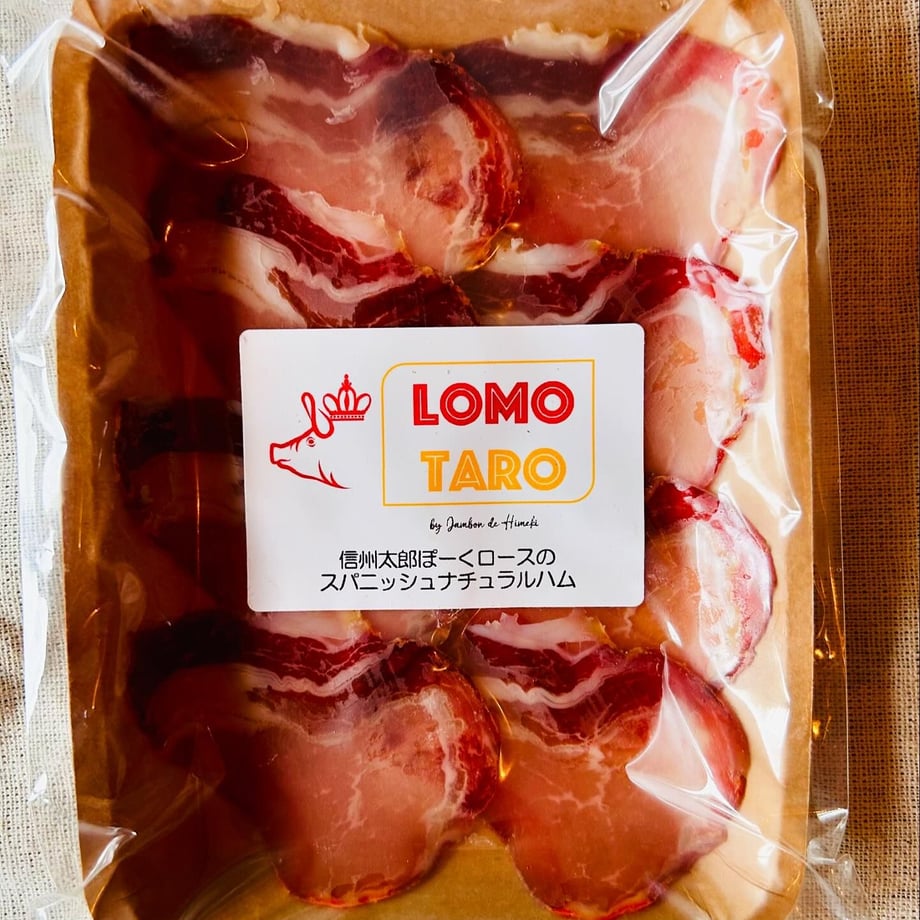 LOMO
TARO
by Jambon de Himeki
信州太郎ぽーくロースの
スパニッシュナチュラルハム